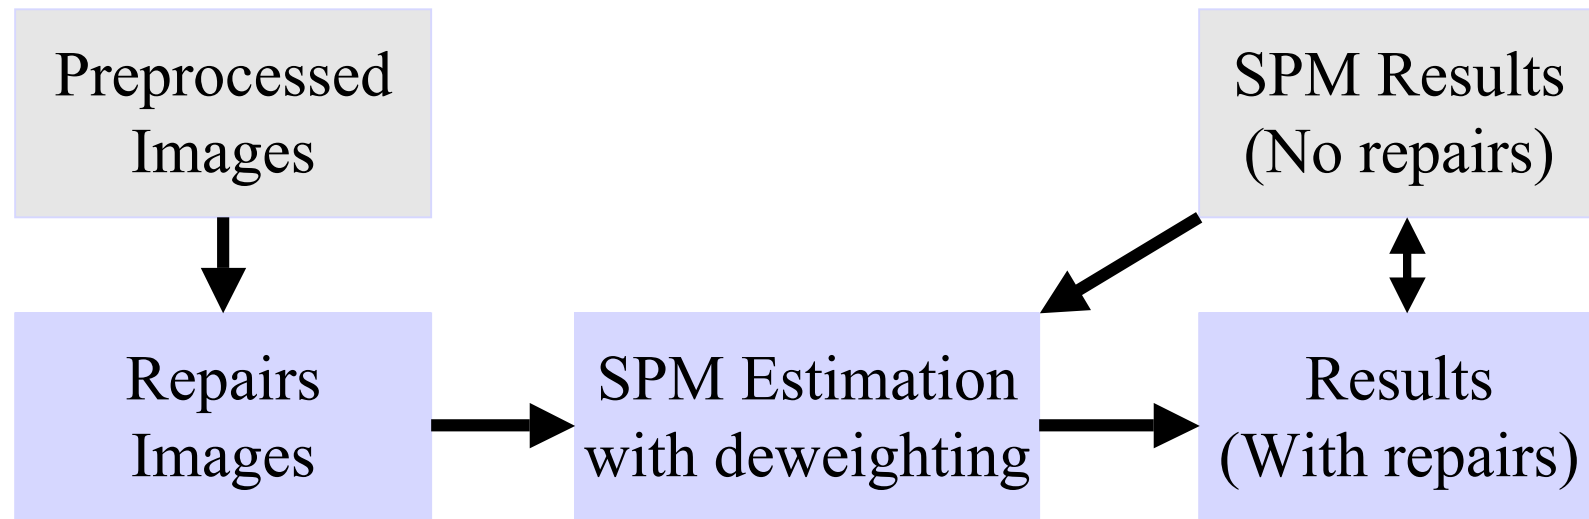 Preprocessed
Images
SPM Results
(No repairs)
Repairs
Images
SPM Estimation
with deweighting
Results
(With repairs)